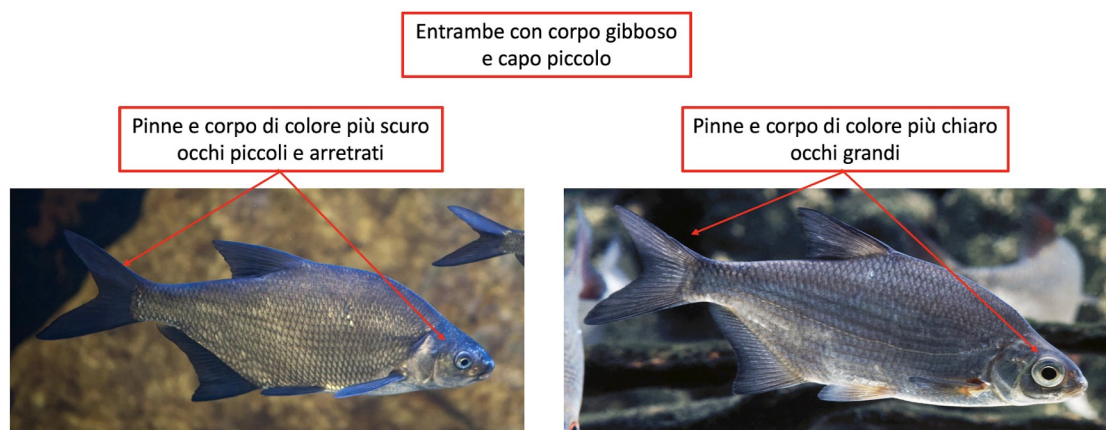 Entrambe con corpo gibboso
e capo piccolo
Pinne e corpo di colore più scuro
occhi piccoli e arretrati
Pinne e corpo di colore più chiaro
occhi grandi